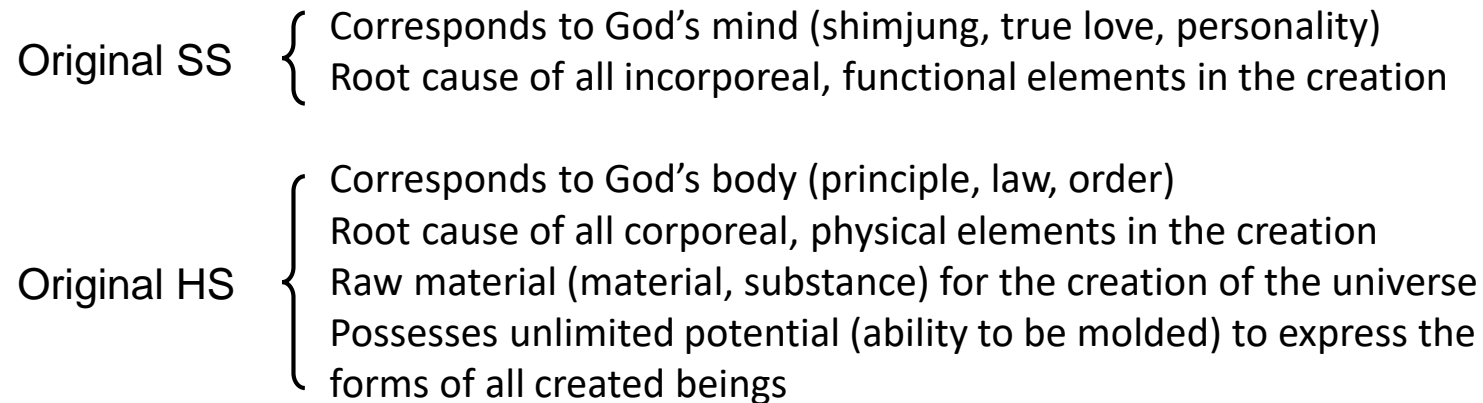 Original SS
Corresponds to God’s mind (shimjung, true love, personality)
Root cause of all incorporeal, functional elements in the creation
Original HS
Corresponds to God’s body (principle, law, order)
Root cause of all corporeal, physical elements in the creation
Raw material (material, substance) for the creation of the universe
Possesses unlimited potential (ability to be molded) to express the
forms of all created beings